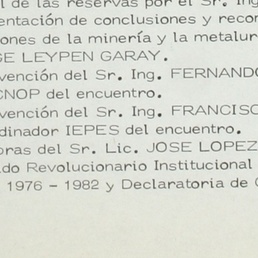 l de las reservas por el Sr. Ing
entación de conclusiones y recon
ones de la minería y la metalur
GE LEYPEN GARAY.
vención del Sr. Ing. FERNANDO
CNOP del encuentro.
vención del Sr. Ing. FRANCISC
dinador IEPES del encuentro.
oras del Sr. Lic. JOSE LOPEZ
do Revolucionario Institucional
1976 - 1982 y Declaratoria de C